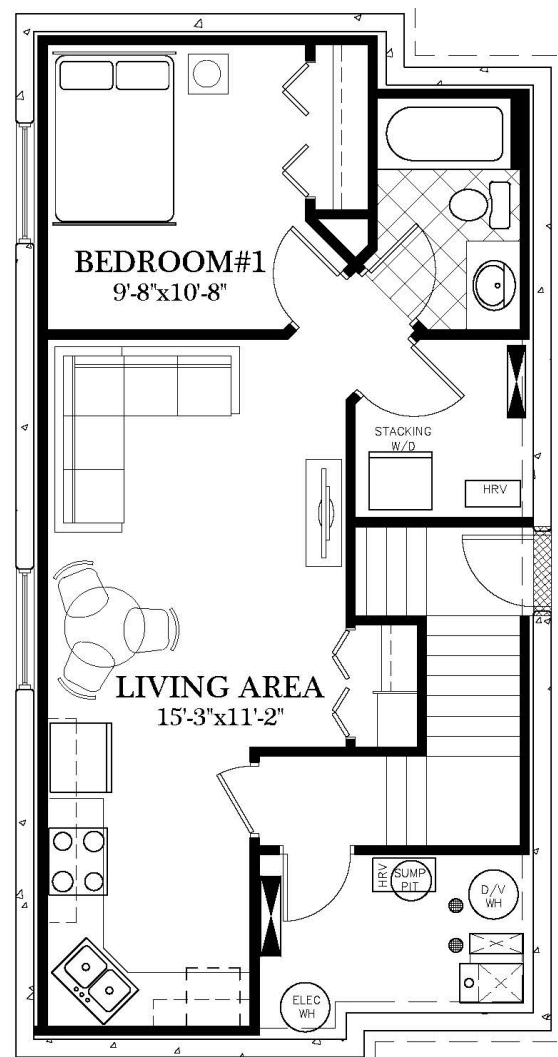 BEDROOM#1
9'-8"x10'-8"
STACKING
W/D
HRV
LIVING AREA
15'-3"x11'-2"
HRV
SUMP
PIT
D/V
WH
ELEC
WH